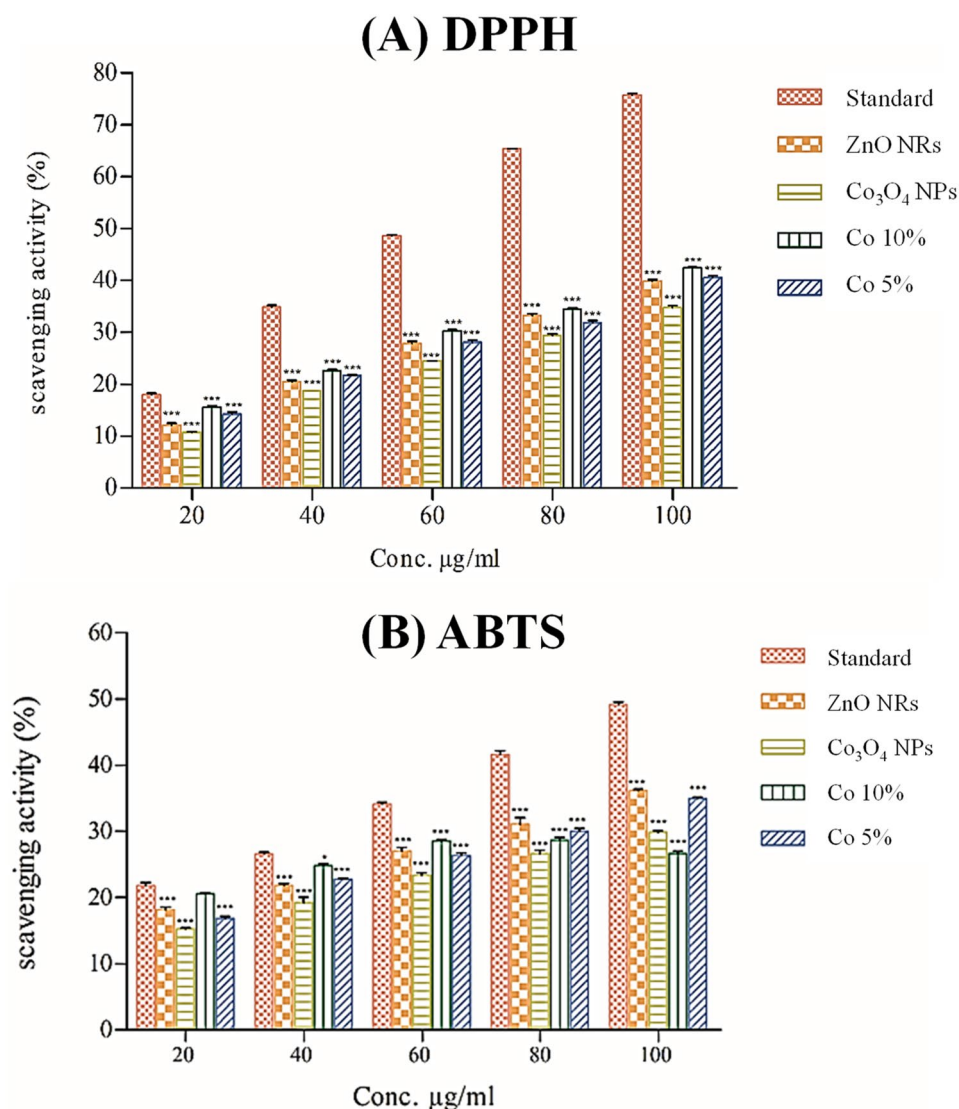 (A) DPPH
80
70
60
50
40
30
20
10
0
scavenging activity (%)
*** *** *** ***
*** *** *** ***
*** *** *** ***
*** *** *** ***
*** *** *** ***
20 40 60 80 100
Conc. µg/ml
Standard
ZnO NRs
Co₃O₄ NPs
Co 10%
Co 5%
(B) ABTS
60
50
40
30
20
10
0
scavenging activity (%)
*** *** ***
*** *** * ***
*** *** *** ***
*** *** *** ***
*** *** *** ***
20 40 60 80 100
Conc. µg/ml
Standard
ZnO NRs
Co₃O₄ NPs
Co 10%
Co 5%